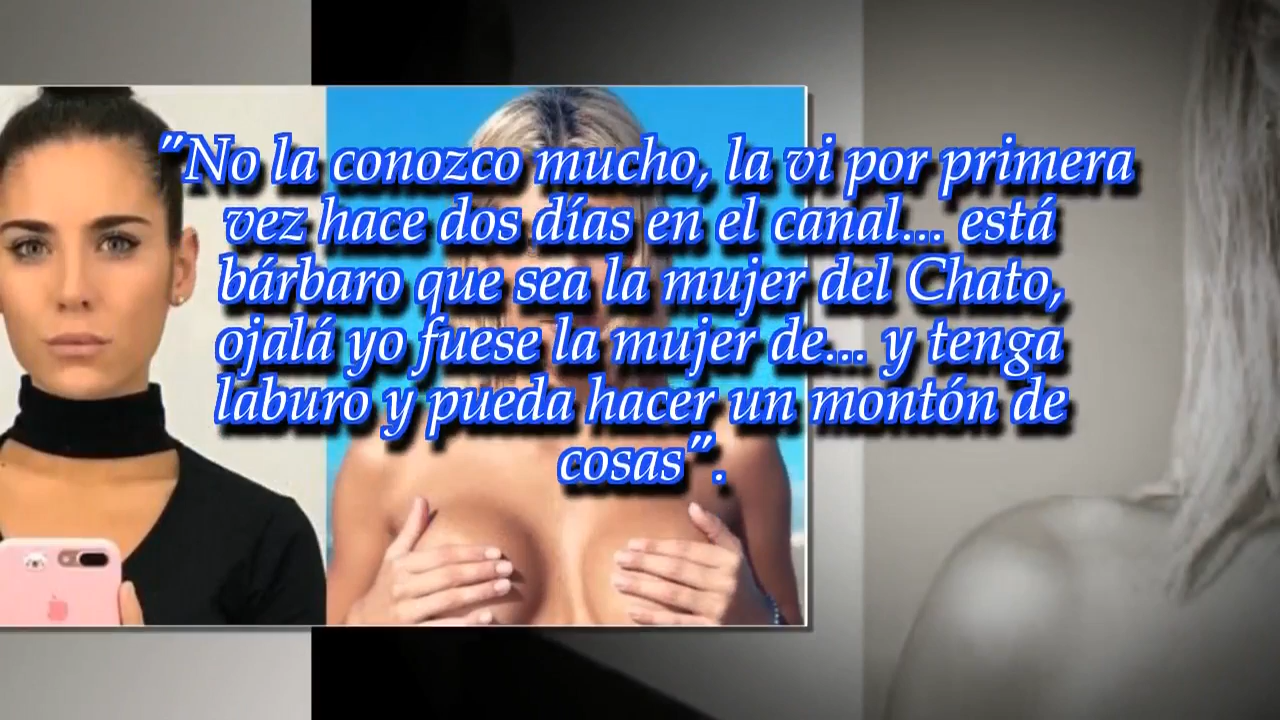 "No la conozco mucho, la vi por primera
vez hace dos días en el canal... está
bárbaro que sea la mujer del Chato,
ojalá yo fuese la mujer de... y tenga
laburo y pueda hacer un montón de
cosas".